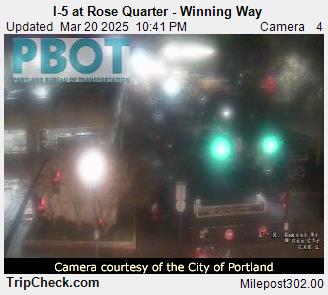 I-5 at Rose Quarter - Winning Way
Updated Mar 20 2025 10:41 PM Camera 4
PBOT
PORTLAND BUREAU OF TRANSPORTATION
Camera courtesy of the City of Portland
TripCheck.com Milepost302.00